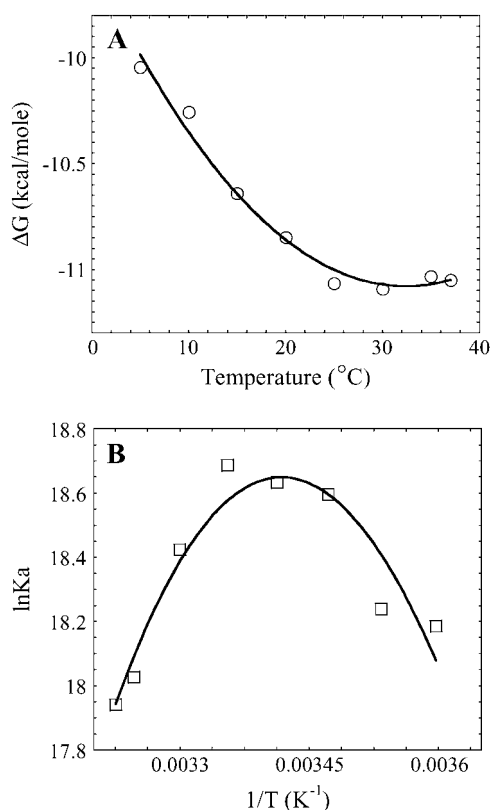 A
-10
-10.5
-11
ΔG (kcal/mole)
0 10 20 30 40
Temperature (°C)
B
18.8
18.6
18.4
18.2
18
17.8
lnKa
0.0033 0.00345 0.0036
1/T (K⁻¹)